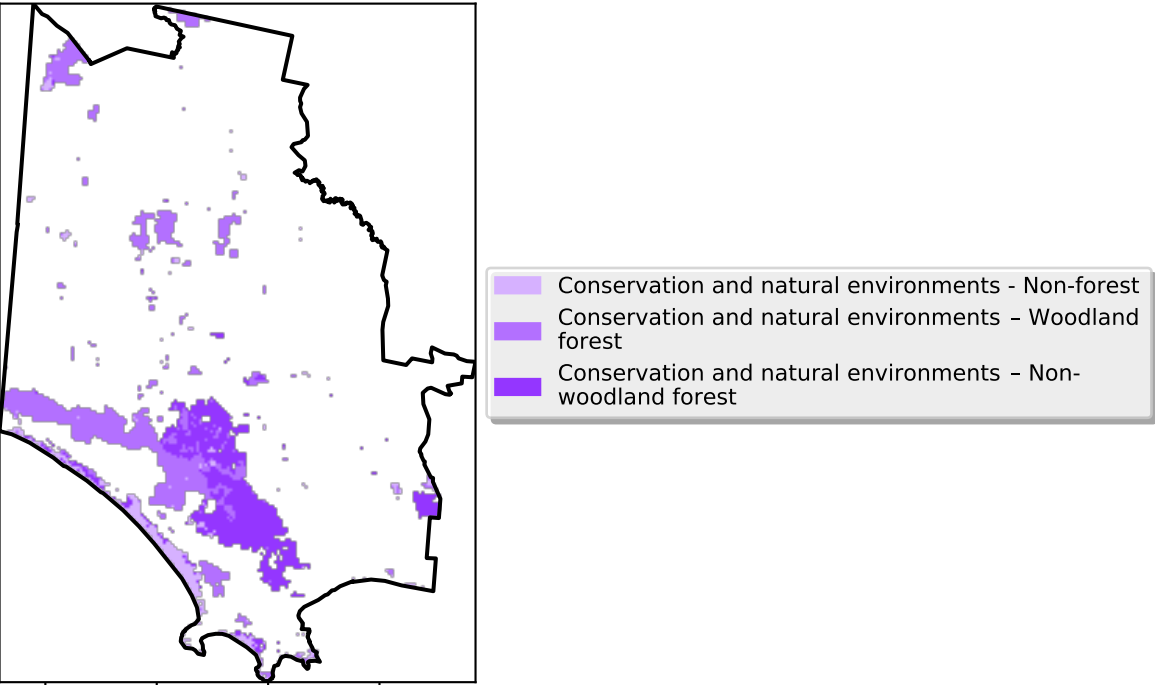 Conservation and natural environments - Non-forest
Conservation and natural environments – Woodland
forest
Conservation and natural environments – Non-
woodland forest